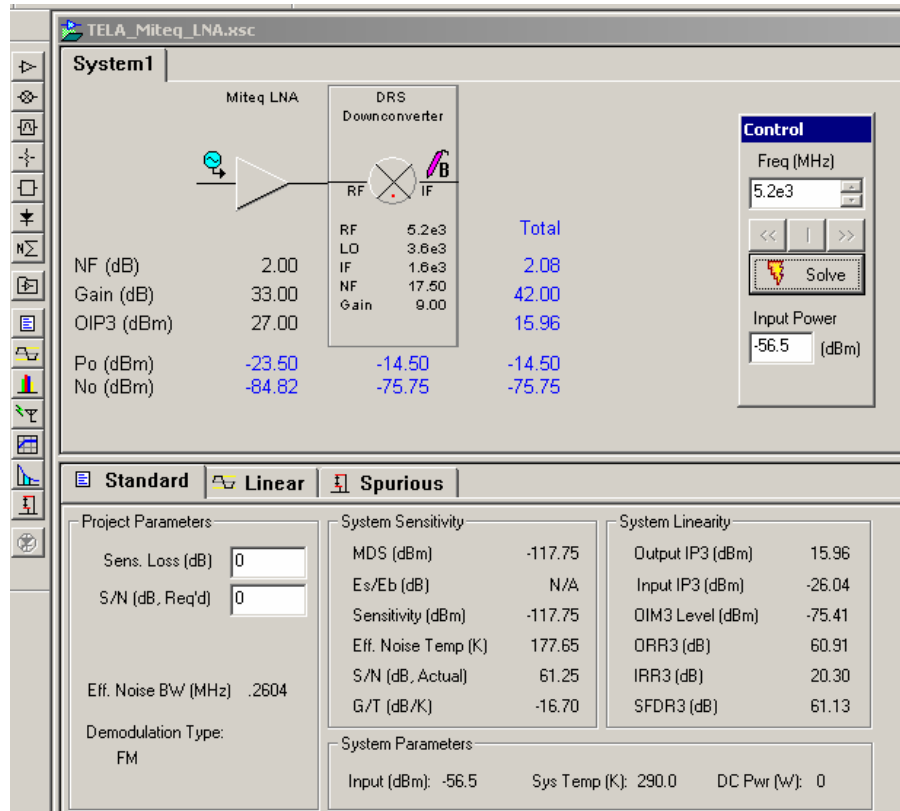 TELA_Miteq_LNA.xsc
System1
Miteq LNA
DRS
Downconverter
B
RF IF
RF 5.2e3
LO 3.6e3
IF 1.6e3
NF 17.50
Gain 9.00
Total
NF (dB) 2.00 2.08
Gain (dB) 33.00 42.00
OIP3 (dBm) 27.00 15.96
Po (dBm) -23.50 -14.50 -14.50
No (dBm) -84.82 -75.75 -75.75
Control
Freq (MHz)
5.2e3
<< | >>
Solve
Input Power
-56.5 (dBm)
NΣ
Standard Linear Spurious
Project Parameters
Sens. Loss (dB) 0
S/N (dB, Req'd) 0
Eff. Noise BW (MHz) .2604
Demodulation Type:
FM
System Sensitivity
MDS (dBm) -117.75
Es/Eb (dB) N/A
Sensitivity (dBm) -117.75
Eff. Noise Temp (K) 177.65
S/N (dB, Actual) 61.25
G/T (dB/K) -16.70
System Linearity
Output IP3 (dBm) 15.96
Input IP3 (dBm) -26.04
OIM3 Level (dBm) -75.41
ORR3 (dB) 60.91
IRR3 (dB) 20.30
SFDR3 (dB) 61.13
System Parameters
Input (dBm): -56.5 Sys Temp (K): 290.0 DC Pwr (W): 0